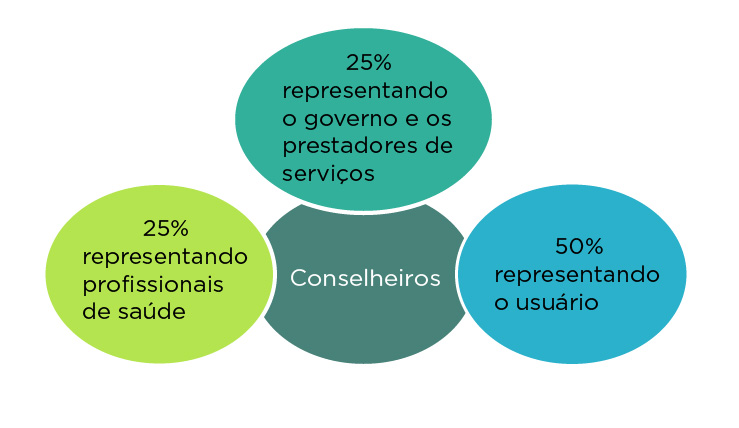 25%
representando
o governo e os
prestadores de
serviços
25%
representando
profissionais
de saúde
Conselheiros
50%
representando
o usuário